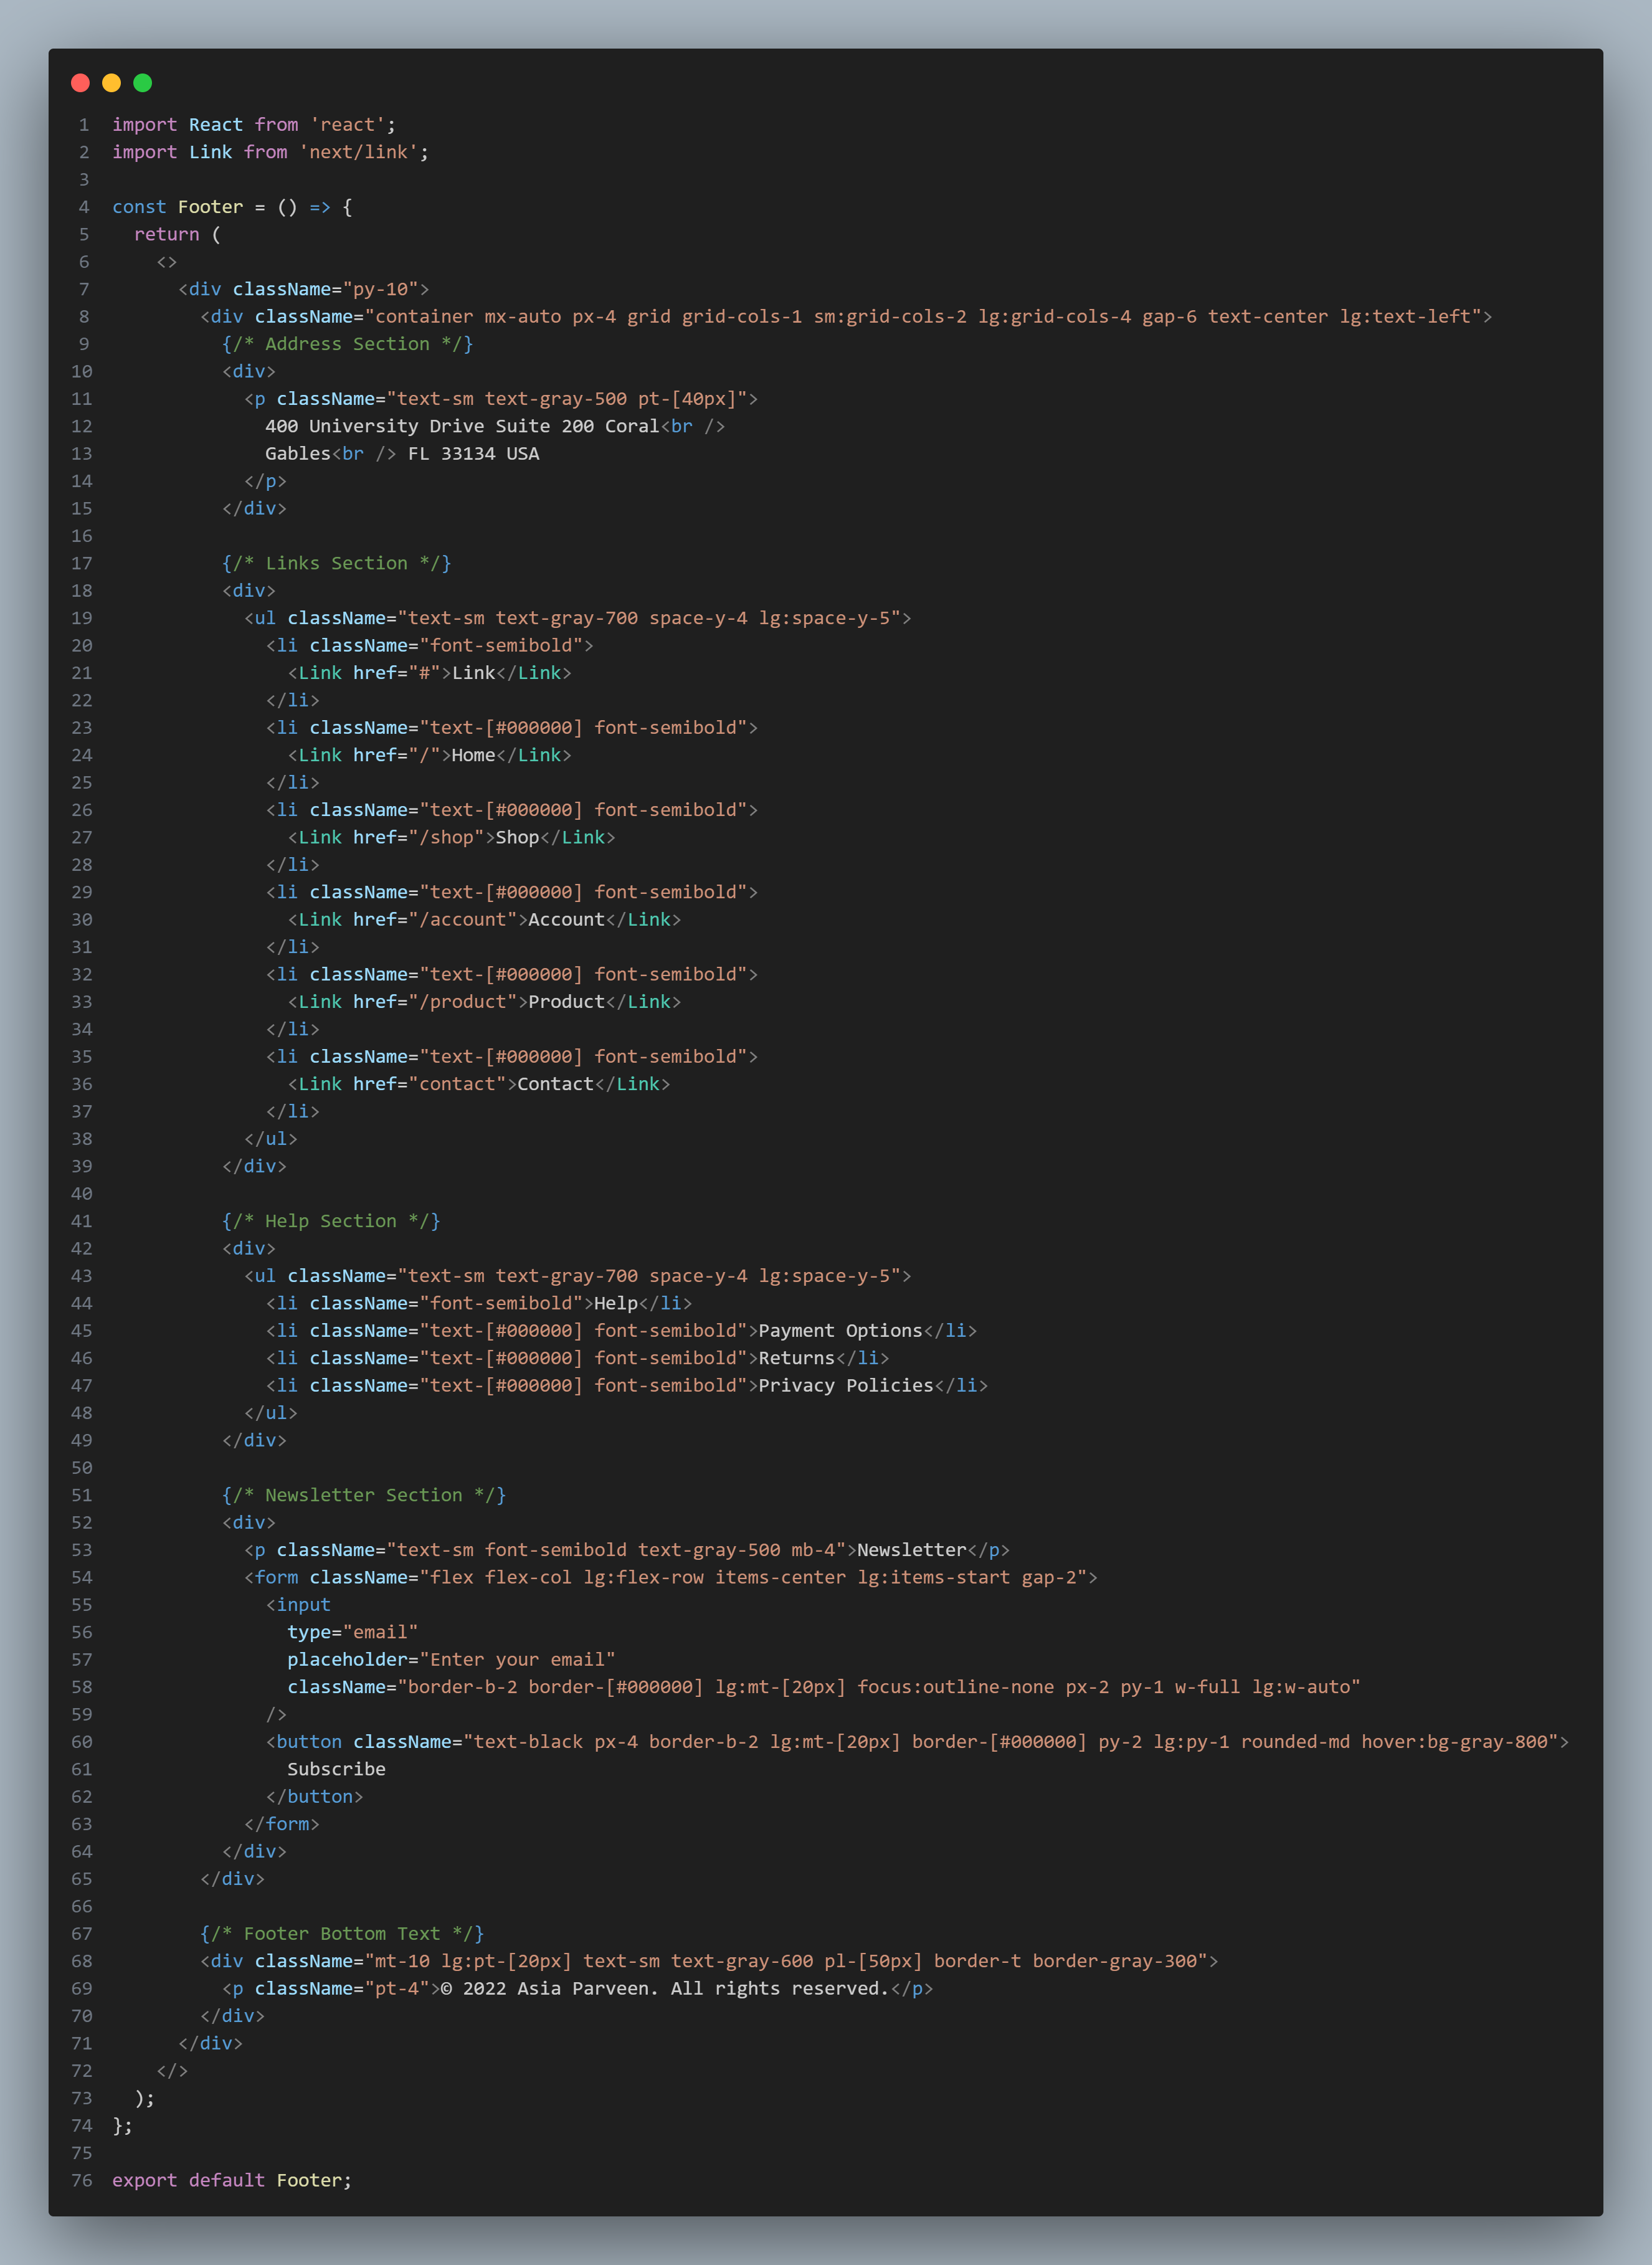 1 import React from 'react';
2 import Link from 'next/link';
3
4 const Footer = () => {
5   return (
6     <>
7       <div className="py-10">
8         <div className="container mx-auto px-4 grid grid-cols-1 sm:grid-cols-2 lg:grid-cols-4 gap-6 text-center lg:text-left">
9           {/* Address Section */}
10           <div>
11             <p className="text-sm text-gray-500 pt-[40px]">
12               400 University Drive Suite 200 Coral<br />
13               Gables<br /> FL 33134 USA
14             </p>
15           </div>
16
17           {/* Links Section */}
18           <div>
19             <ul className="text-sm text-gray-700 space-y-4 lg:space-y-5">
20               <li className="font-semibold">
21                 <Link href="#">Link</Link>
22               </li>
23               <li className="text-[#000000] font-semibold">
24                 <Link href="/">Home</Link>
25               </li>
26               <li className="text-[#000000] font-semibold">
27                 <Link href="/shop">Shop</Link>
28               </li>
29               <li className="text-[#000000] font-semibold">
30                 <Link href="/account">Account</Link>
31               </li>
32               <li className="text-[#000000] font-semibold">
33                 <Link href="/product">Product</Link>
34               </li>
35               <li className="text-[#000000] font-semibold">
36                 <Link href="contact">Contact</Link>
37               </li>
38             </ul>
39           </div>
40
41           {/* Help Section */}
42           <div>
43             <ul className="text-sm text-gray-700 space-y-4 lg:space-y-5">
44               <li className="font-semibold">Help</li>
45               <li className="text-[#000000] font-semibold">Payment Options</li>
46               <li className="text-[#000000] font-semibold">Returns</li>
47               <li className="text-[#000000] font-semibold">Privacy Policies</li>
48             </ul>
49           </div>
50
51           {/* Newsletter Section */}
52           <div>
53             <p className="text-sm font-semibold text-gray-500 mb-4">Newsletter</p>
54             <form className="flex flex-col lg:flex-row items-center lg:items-start gap-2">
55               <input
56                 type="email"
57                 placeholder="Enter your email"
58                 className="border-b-2 border-[#000000] lg:mt-[20px] focus:outline-none px-2 py-1 w-full lg:w-auto"
59               />
60               <button className="text-black px-4 border-b-2 lg:mt-[20px] border-[#000000] py-2 lg:py-1 rounded-md hover:bg-gray-800">
61                 Subscribe
62               </button>
63             </form>
64           </div>
65         </div>
66
67         {/* Footer Bottom Text */}
68         <div className="mt-10 lg:pt-[20px] text-sm text-gray-600 pl-[50px] border-t border-gray-300">
69           <p className="pt-4">© 2022 Asia Parveen. All rights reserved.</p>
70         </div>
71       </div>
72     </>
73   );
74 };
75
76 export default Footer;